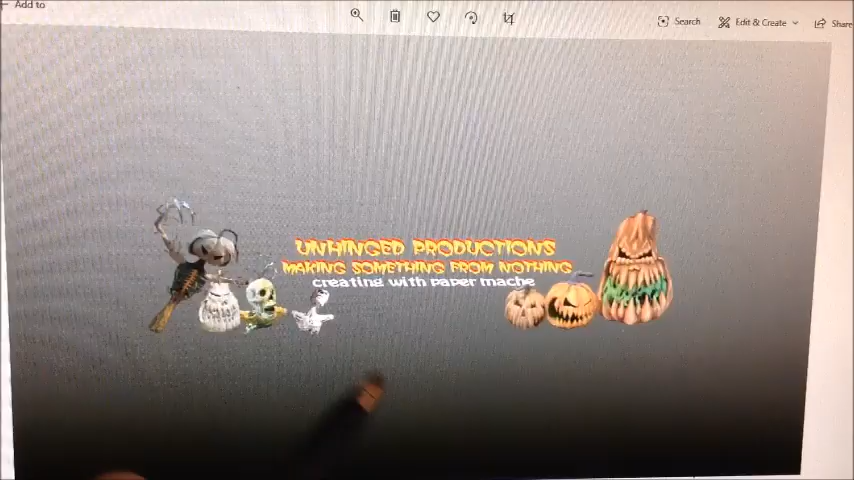 Add to
Search
Edit & Create
Share
UNHINGED PRODUCTIONS
MAKING SOMETHING FROM NOTHING
creating with paper mache